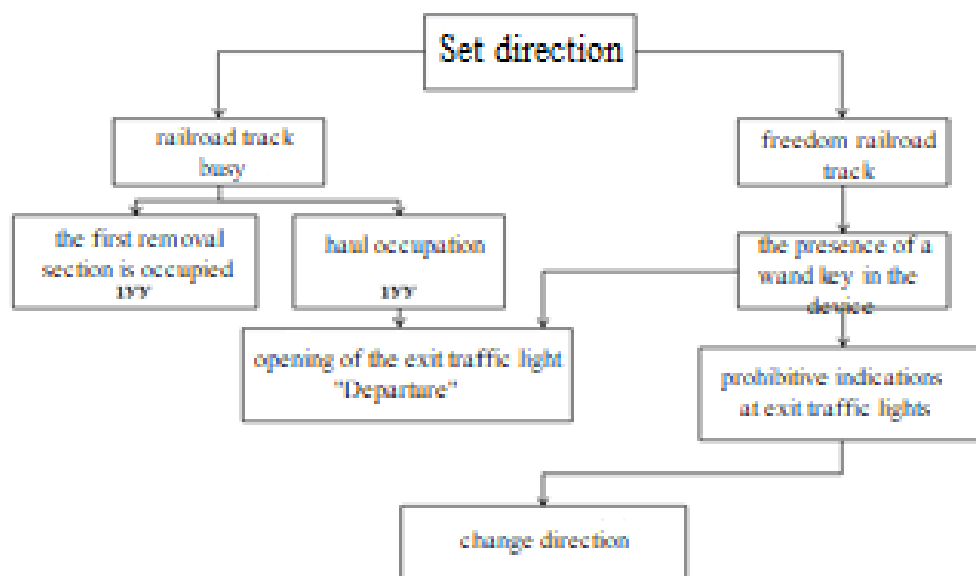 Set direction
railroad track
busy
freedom railroad
track
the first removal
section is occupied
1УУ
haul occupation
1УУ
the presence of a
wand key in the
device
opening of the exit traffic light
"Departure"
prohibitive indications
at exit traffic lights
change direction